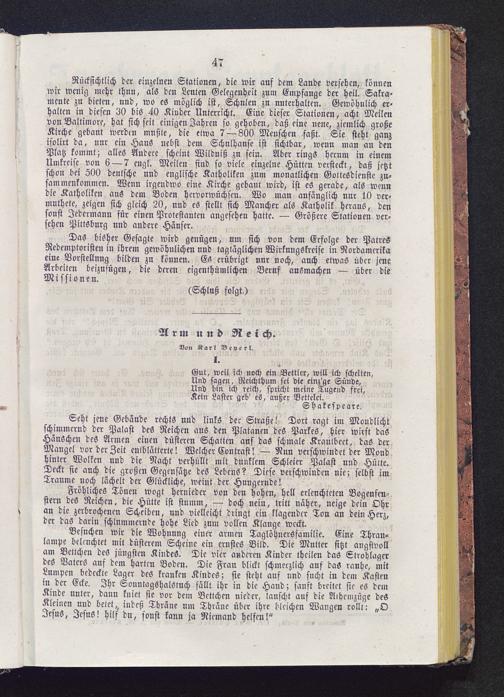 47
Rücksichtlich der einzelnen Stationen, die wir auf dem Lande versehen, können
wir wenig mehr thun, als den Leuten Gelegenheit zum Empfange der heil. Sakra-
mente zu bieten, und, wo es möglich ist, Schulen zu unterhalten. Gewöhnlich er-
halten in diesen 30 bis 40 Kinder Unterricht. Eine dieser Stationen, acht Meilen
von Baltimore, hat sich seit einigen Jahren so gehoben, daß eine neue, ziemlich große
Kirche gebaut werden mußte, die etwa 7—800 Menschen faßt. Sie steht ganz
isolirt da, nur ein Haus nebst dem Schulhause ist sichtbar, wenn man an den
Platz kommt; alles Andere scheint Wildniß zu sein. Aber rings herum in einem
Umkreise von 6—7 engl. Meilen sind so viele einzelne Hütten versteckt, daß jetzt
schon bei 500 deutsche und englische Katholiken zum monatlichen Gottesdienste zu-
sammenkommen. Wenn irgendwo eine Kirche gebaut wird, ist es gerade, als wenn
die Katholiken aus dem Boden hervorwüchsen. Wo man anfänglich nur 10 ver-
muthete, zeigen sich gleich 20, und es stellt sich Mancher als Katholik heraus, den
sonst Jedermann für einen Protestanten angesehen hatte. — Größere Stationen ver-
sehen Pittsburg und andere Häuser.
Das bisher Gesagte wird genügen, um sich von dem Erfolge der Patres
Redemptoristen in ihrem gewöhnlichen und tagtäglichen Wirkungskreise in Nordamerika
eine Vorstellung bilden zu können. Es erübrigt nur noch, auch etwas über jene
Arbeiten beizufügen, die deren eigenthümlichen Beruf ausmachen — über die
Missionen.
(Schluß folgt.)
Arm und Reich.
Von Karl Beyerl.
I.
Gut, weil ich noch ein Bettler, will ich schelten,
Und sagen, Reichthum sei die einz'ge Sünde,
Und bin ich reich, spricht meine Tugend frei,
Kein Laster geb' es, außer Bettelei.
Shakespeare.
Seht jene Gebäude rechts und links der Straße! Dort ragt im Mondlicht
schimmernd der Palast des Reichen aus den Platanen des Parkes, hier wirft das
Häuschen des Armen einen düsteren Schatten auf das schmale Krautbeet, das der
Mangel vor der Zeit entblätterte! Welcher Contrast! — Nun verschwindet der Mond
hinter Wolken und die Nacht verhüllt mit dunklem Schleier Palast und Hütte.
Deckt sie auch die großen Gegensätze des Lebens? Diese verschwinden nie; selbst im
Traume noch lächelt der Glückliche, weint der Hungernde!
Fröhliches Tönen wogt hernieder von den hohen, hell erleuchteten Bogenfen-
stern des Reichen, die Hütte ist stumm, — doch nein, tritt näher, neige dein Ohr
an die zerbrochenen Scheiben, und vielleicht dringt ein klagender Ton an dein Herz,
der das darin schlummernde hohe Lied zum vollen Klange weckt.
Besuchen wir die Wohnung einer armen Taglöhnersfamilie. Eine Thran-
lampe beleuchtet mit düsterem Scheine ein ernstes Bild. Die Mutter sitzt angstvoll
am Bettchen des jüngsten Kindes. Die vier anderen Kinder theilen das Strohlager
des Vaters auf dem harten Boden. Die Frau blickt schmerzlich auf das rauhe, mit
Lumpen bedeckte Lager des kranken Kindes; sie steht auf und sucht in dem Kasten
in der Ecke. Ihr Sonntagshalstuch fällt ihr in die Hand; sanft breitet sie es dem
Kinde unter, dann kniet sie vor dem Bettchen nieder, lauscht auf die Athemzüge des
Kleinen und betet, indeß Thräne um Thräne über ihre bleichen Wangen rollt: „O
Jesus, Jesus! hilf du, sonst kann ja Niemand helfen!“